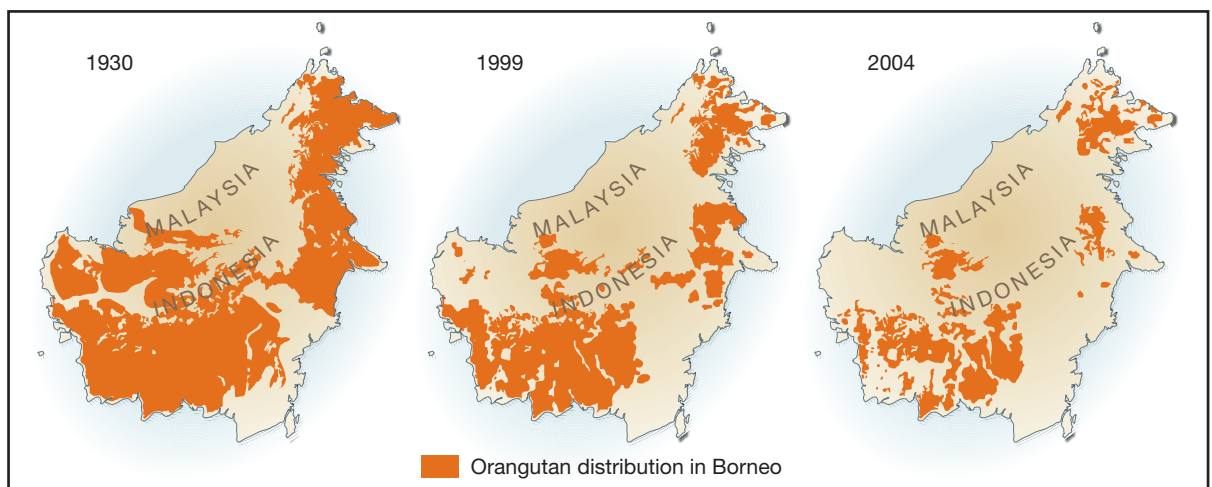 1930
1999
2004
MALAYSIA
INDONESIA
MALAYSIA
INDONESIA
MALAYSIA
INDONESIA
Orangutan distribution in Borneo